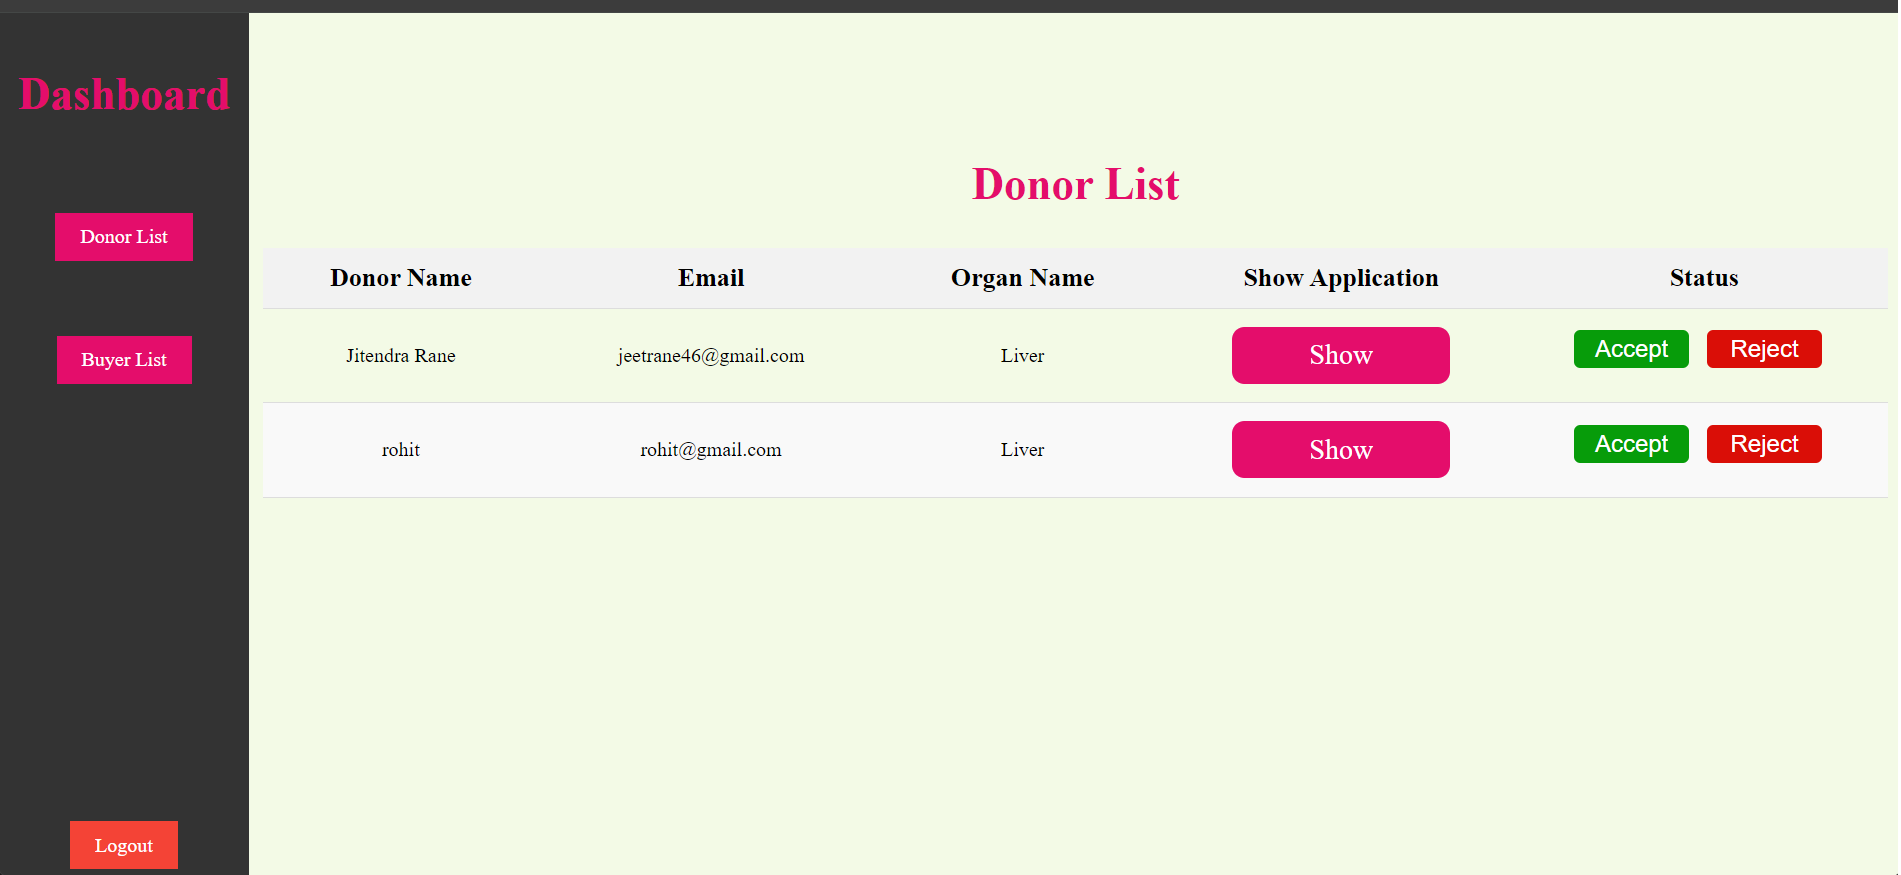 Dashboard
Donor List
Buyer List
Logout
Donor List
Donor Name Email Organ Name Show Application Status
Jitendra Rane jeetrane46@gmail.com Liver Show Accept Reject
rohit rohit@gmail.com Liver Show Accept Reject